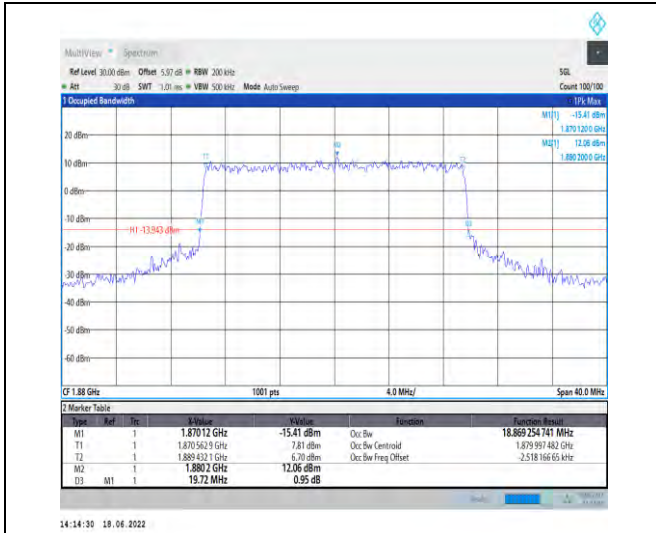 MultiView Spectrum
Ref Level 30.00 dBm Offset 5.97 dB RBW 200 kHz SGL
Att 30 dB SWT 1.01 ms VBW 500 kHz Mode Auto Sweep Count 100/100
1 Occupied Bandwidth 1Pk Max
M1[1] -15.41 dBm
1.870 120 0 GHz
M2[1] 12.06 dBm
1.880 200 0 GHz
20 dBm
M2
T1
T2
10 dBm
0 dBm
-10 dBm
M1
D3
H1 -13.943 dBm
-20 dBm
-30 dBm
-40 dBm
-50 dBm
-60 dBm
CF 1.88 GHz 1001 pts 4.0 MHz/ Span 40.0 MHz
2 Marker Table
Type Ref Trc X-Value Y-Value Function Function Result
M1 1 1.87012 GHz -15.41 dBm Occ Bw 18.869 254 741 MHz
T1 1 1.870 562 9 GHz 7.81 dBm Occ Bw Centroid 1.879 997 482 GHz
T2 1 1.889 432 1 GHz 6.70 dBm Occ Bw Freq Offset -2.518 166 65 kHz
M2 1 1.8802 GHz 12.06 dBm
D3 M1 1 19.72 MHz 0.95 dB
14:14:30 18.06.2022